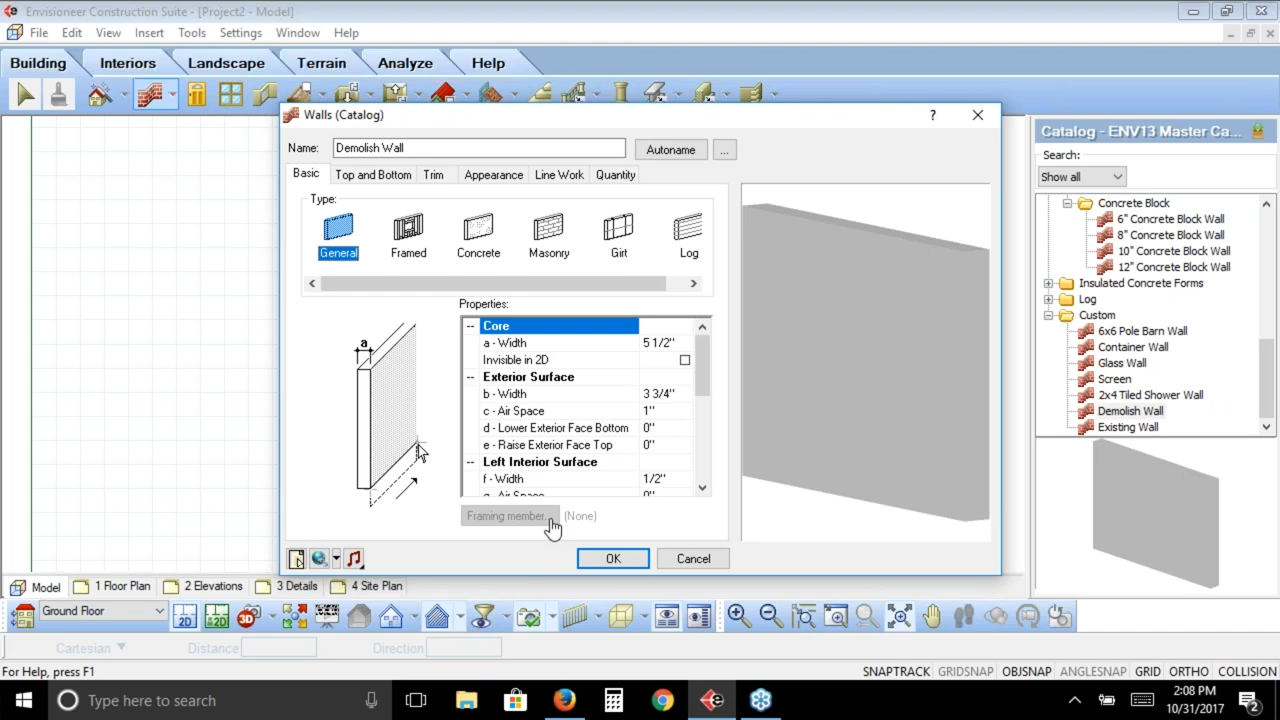 Envisioneer Construction Suite - [Project2 - Model]
File Edit View Insert Tools Settings Window Help
Building Interiors Landscape Terrain Analyze Help
Walls (Catalog)
Name: Demolish Wall Autoname ...
Basic Top and Bottom Trim Appearance Line Work Quantity
Type:
General Framed Concrete Masonry Girt Log
Properties:
-- Core
a - Width 5 1/2"
Invisible in 2D
-- Exterior Surface
b - Width 3 3/4"
c - Air Space 1"
d - Lower Exterior Face Bottom 0"
e - Raise Exterior Face Top 0"
-- Left Interior Surface
f - Width 1/2"
g - Air Space 0"
a
Framing member... (None)
OK Cancel
Catalog - ENV13 Master Ca...
Search:
Show all
Concrete Block
6" Concrete Block Wall
8" Concrete Block Wall
10" Concrete Block Wall
12" Concrete Block Wall
Insulated Concrete Forms
Log
Custom
6x6 Pole Barn Wall
Container Wall
Glass Wall
Screen
2x4 Tiled Shower Wall
Demolish Wall
Existing Wall
Model 1 Floor Plan 2 Elevations 3 Details 4 Site Plan
Ground Floor 2D 2D 3D
Cartesian Distance Direction
For Help, press F1 SNAPTRACK GRIDSNAP OBJSNAP ANGLESNAP GRID ORTHO COLLISION
Type here to search
2:08 PM
10/31/2017
2